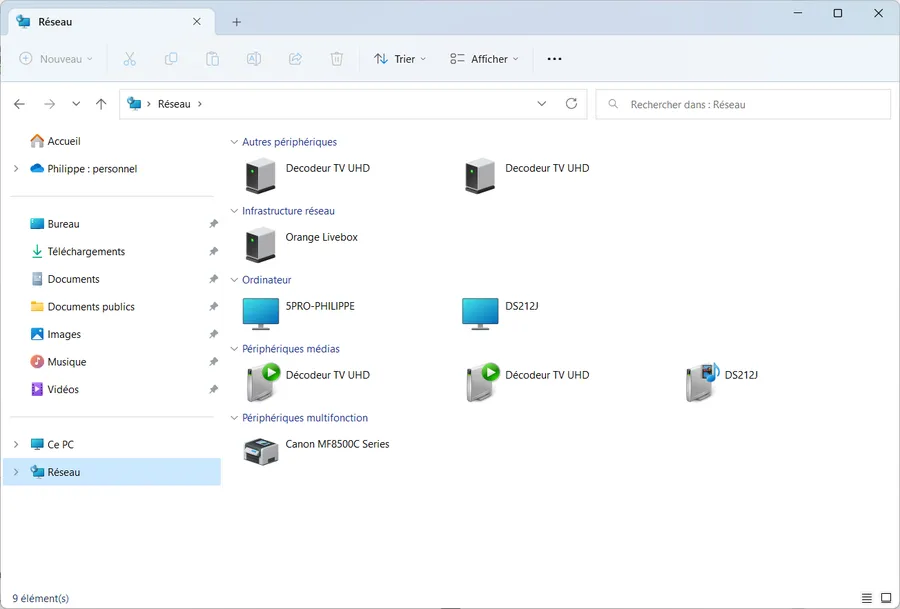 Réseau
Nouveau
Trier
Afficher
Réseau
Rechercher dans : Réseau
Accueil
Philippe : personnel
Bureau
Téléchargements
Documents
Documents publics
Images
Musique
Vidéos
Ce PC
Réseau
Autres périphériques
Decodeur TV UHD
Decodeur TV UHD
Infrastructure réseau
Orange Livebox
Ordinateur
5PRO-PHILIPPE
DS212J
Périphériques médias
Décodeur TV UHD
Décodeur TV UHD
DS212J
Périphériques multifonction
Canon MF8500C Series
9 élément(s)